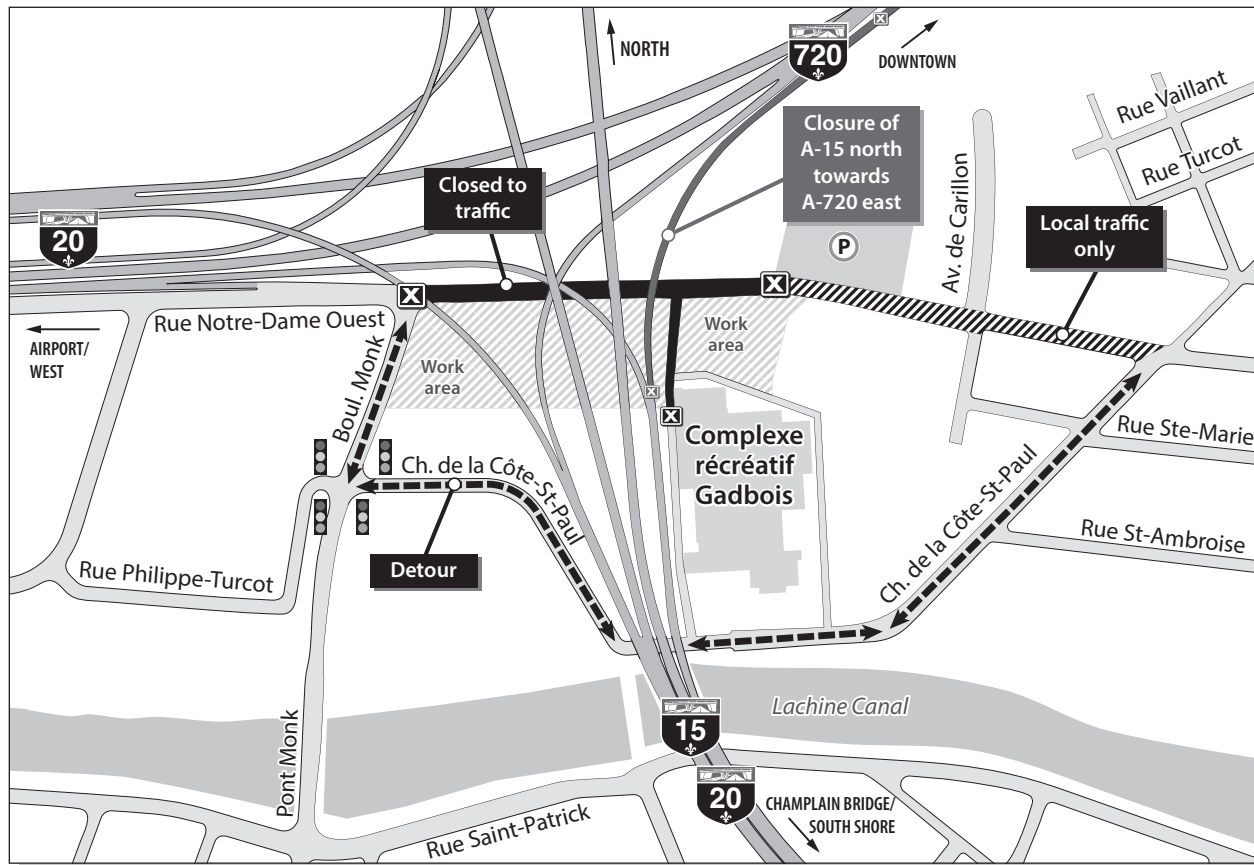 NORTH
720
DOWNTOWN
Rue Vaillant
Rue Turcot
Closure of
A-15 north
towards
A-720 east
Closed to
traffic
Av. de Carillon
Local traffic
only
20
P
X
X
Rue Notre-Dame Ouest
AIRPORT/
WEST
Boul. Monk
Work
area
Work
area
X
X
X
Complexe
récréatif
Gadbois
Rue Ste-Marie
Ch. de la Côte-St-Paul
Ch. de la Côte-St-Paul
Rue St-Ambroise
Detour
Rue Philippe-Turcot
Pont Monk
Lachine Canal
15
20
CHAMPLAIN BRIDGE/
SOUTH SHORE
Rue Saint-Patrick